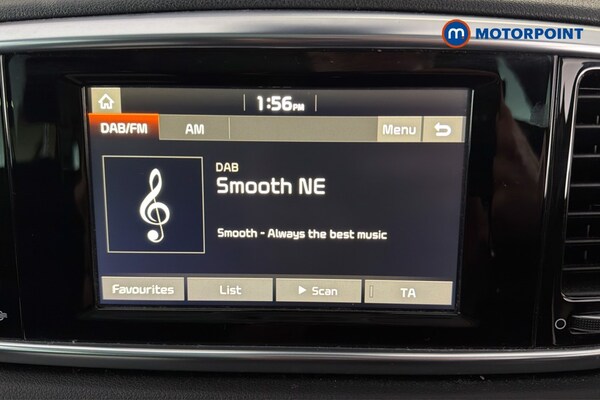 M MOTORPOINT
1:56PM
DAB/FM AM Menu
DAB
Smooth NE
Smooth - Always the best music
Favourites List Scan TA